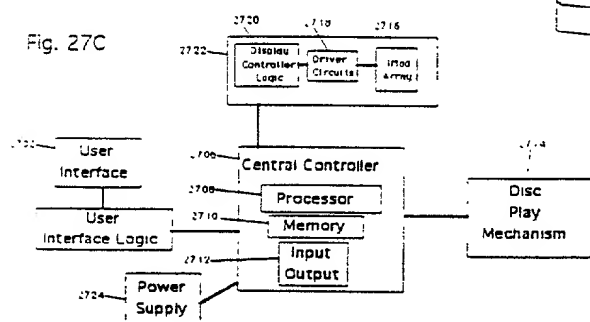 Fig. 27C
2720
2718
2716
2722
Display
Controller
Logic
Driver
Circuits
IMod
Array
User
Interface
2706
Central Controller
2708
Processor
2710
Memory
2712
Input
Output
User
Interface Logic
2724
Power
Supply
Disc
Play
Mechanism